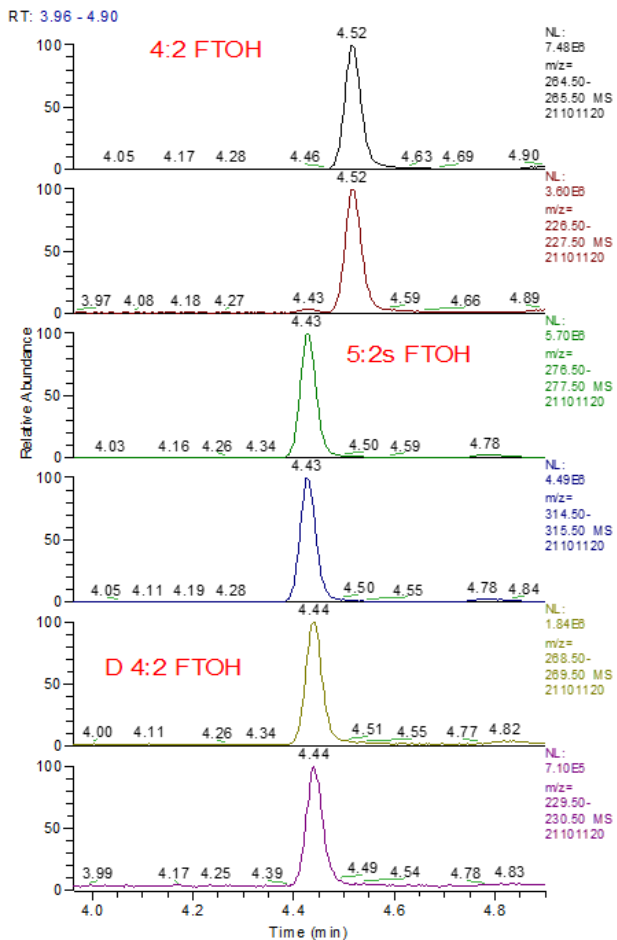 RT: 3.96 - 4.90
4:2 FTOH
100
50
0
4.05 4.17 4.28 4.46 4.52 4.63 4.69 4.90
NL:
7.48E6
m/z=
264.50-
265.50 MS
21101120
100
50
0
3.97 4.08 4.18 4.27 4.43 4.52 4.59 4.66 4.89
NL:
3.60E6
m/z=
226.50-
227.50 MS
21101120
Relative Abundance
5:2s FTOH
100
50
0
4.03 4.16 4.26 4.34 4.43 4.50 4.59 4.78
NL:
5.70E6
m/z=
276.50-
277.50 MS
21101120
100
50
0
4.05 4.11 4.19 4.28 4.43 4.50 4.55 4.78 4.84
NL:
4.49E6
m/z=
314.50-
315.50 MS
21101120
D 4:2 FTOH
100
50
0
4.00 4.11 4.26 4.34 4.44 4.51 4.55 4.77 4.82
NL:
1.84E6
m/z=
268.50-
269.50 MS
21101120
100
50
0
3.99 4.17 4.25 4.39 4.44 4.49 4.54 4.78 4.83
NL:
7.10E5
m/z=
229.50-
230.50 MS
21101120
4.0 4.2 4.4 4.6 4.8
Time (min)